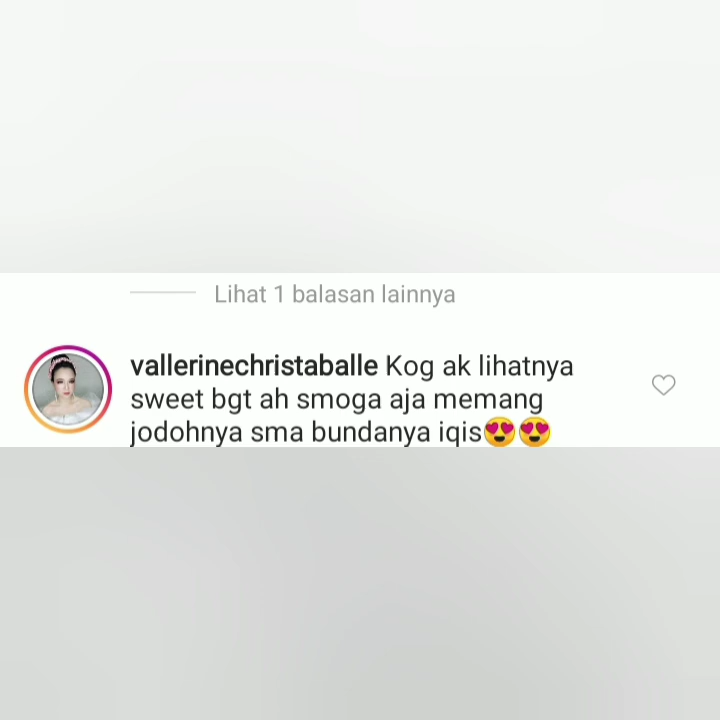 Lihat 1 balasan lainnya
vallerinechristaballe Kog ak lihatnya
sweet bgt ah smoga aja memang
jodohnya sma bundanya iqis😍😍